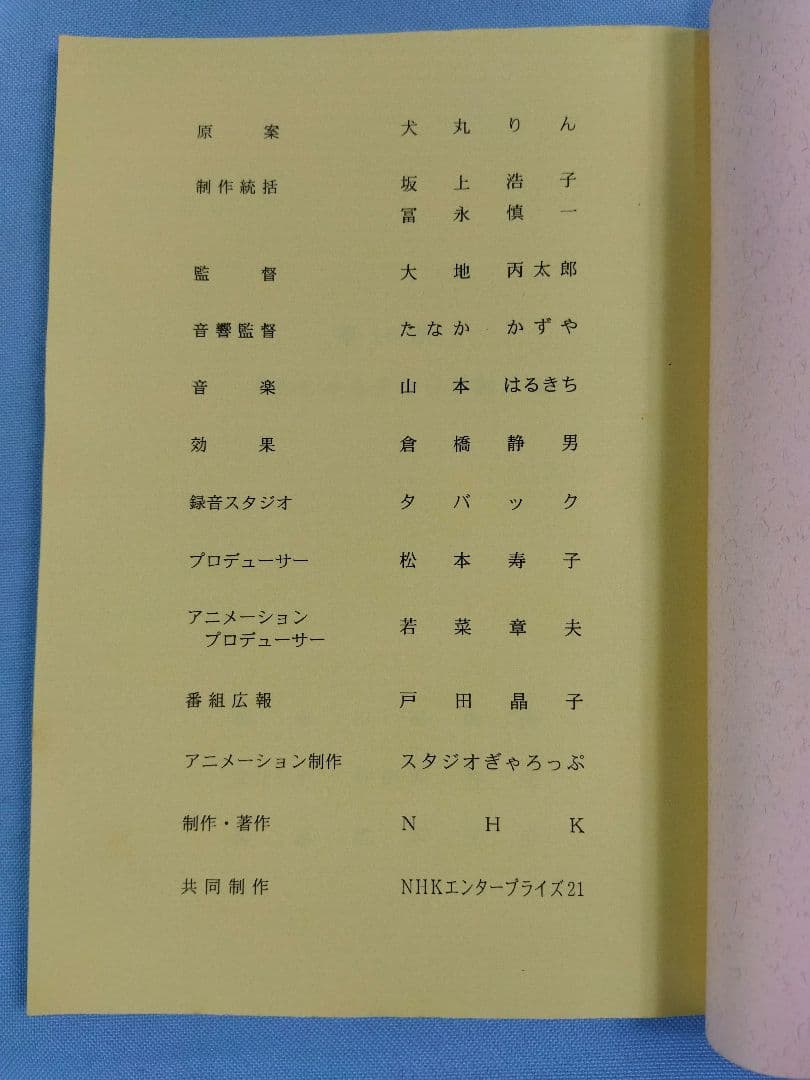 原案 犬丸りん
制作統括 坂上浩子
冨永慎一
監督 大地丙太郎
音響監督 たなか かずや
音楽 山本はるきち
効果 倉橋静男
録音スタジオ タバック
プロデューサー 松本寿子
アニメーション
プロデューサー 若菜章夫
番組広報 戸田晶子
アニメーション制作 スタジオぎゃろっぷ
制作・著作 NHK
共同制作 NHKエンタープライズ21